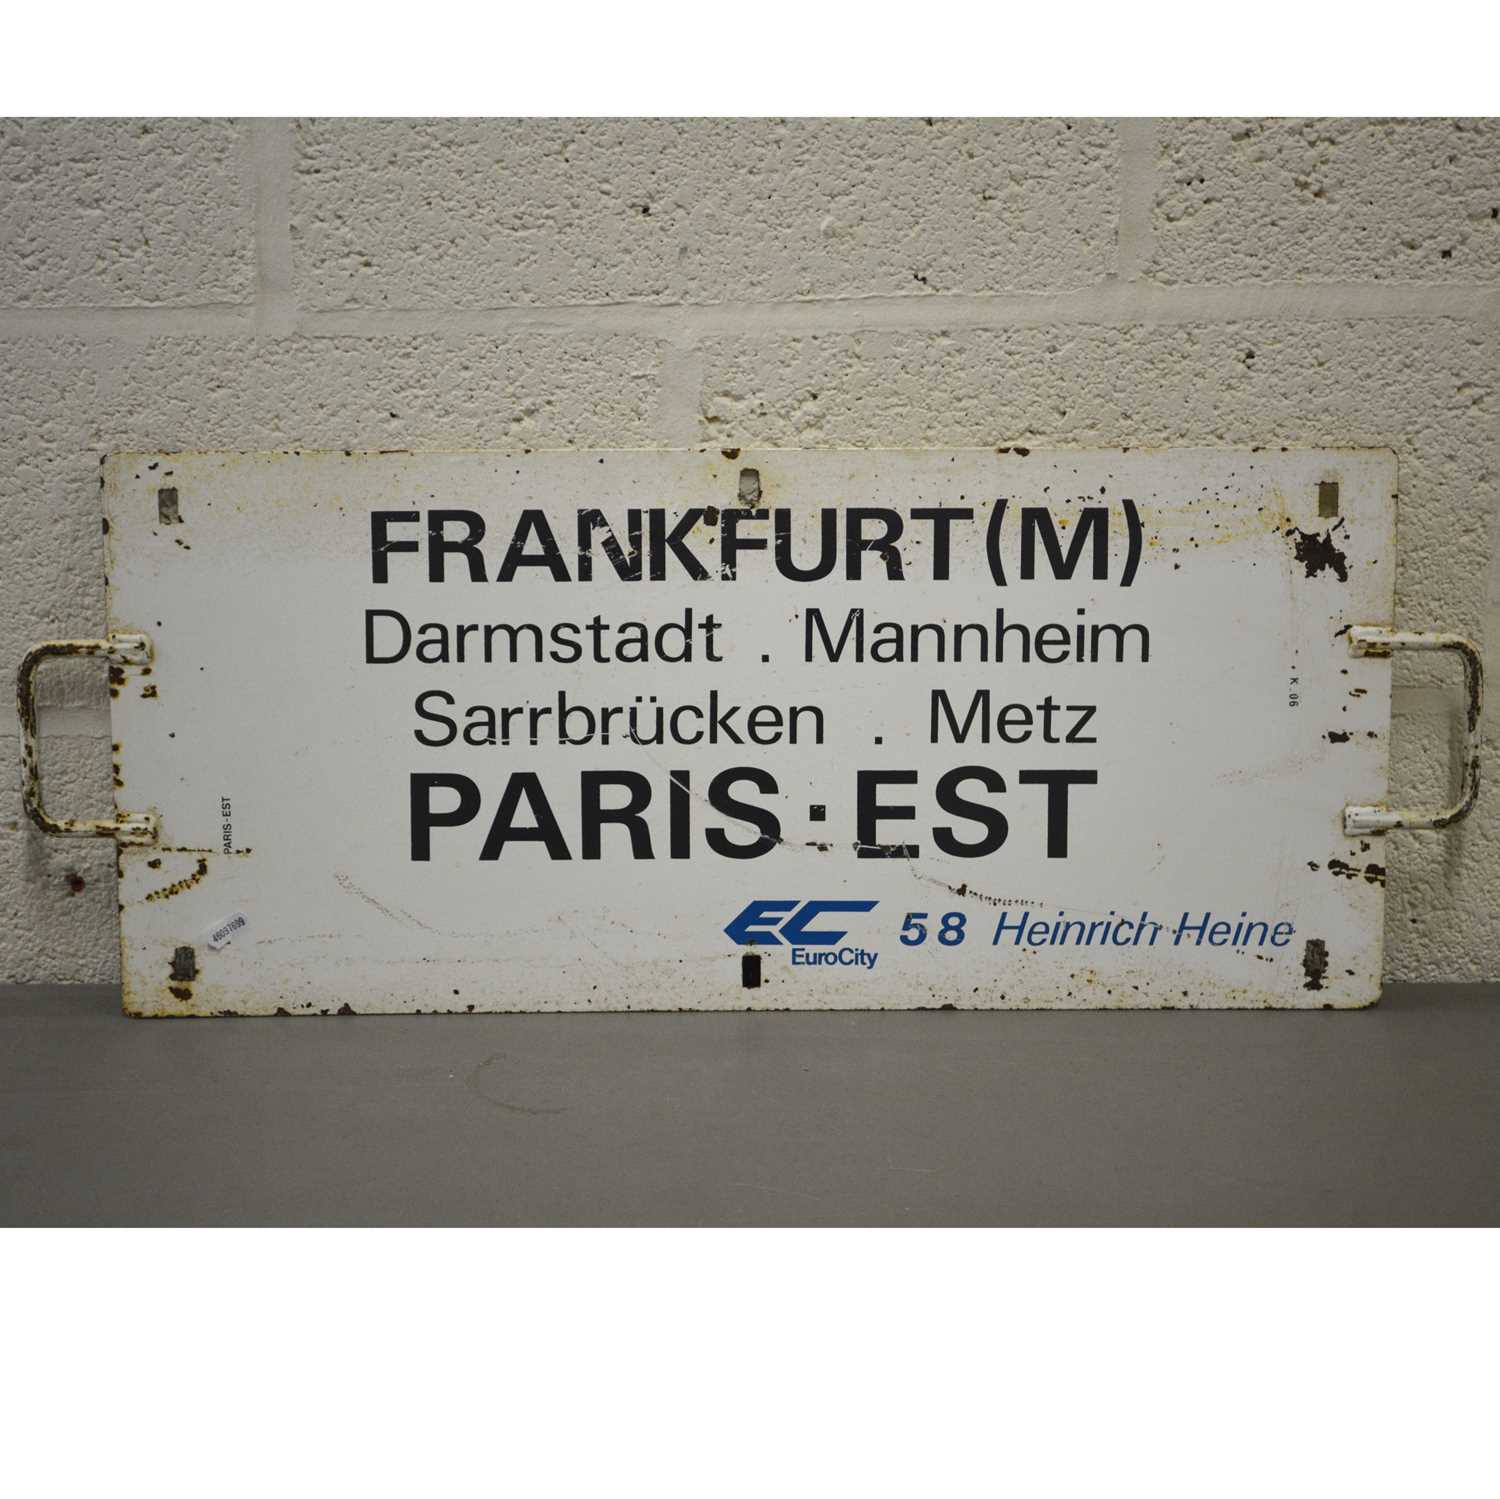 FRANKFURT(M)
Darmstadt . Mannheim
Sarrbrücken . Metz
PARIS·EST
EC EuroCity 58 Heinrich Heine
PARIS-EST
K.06